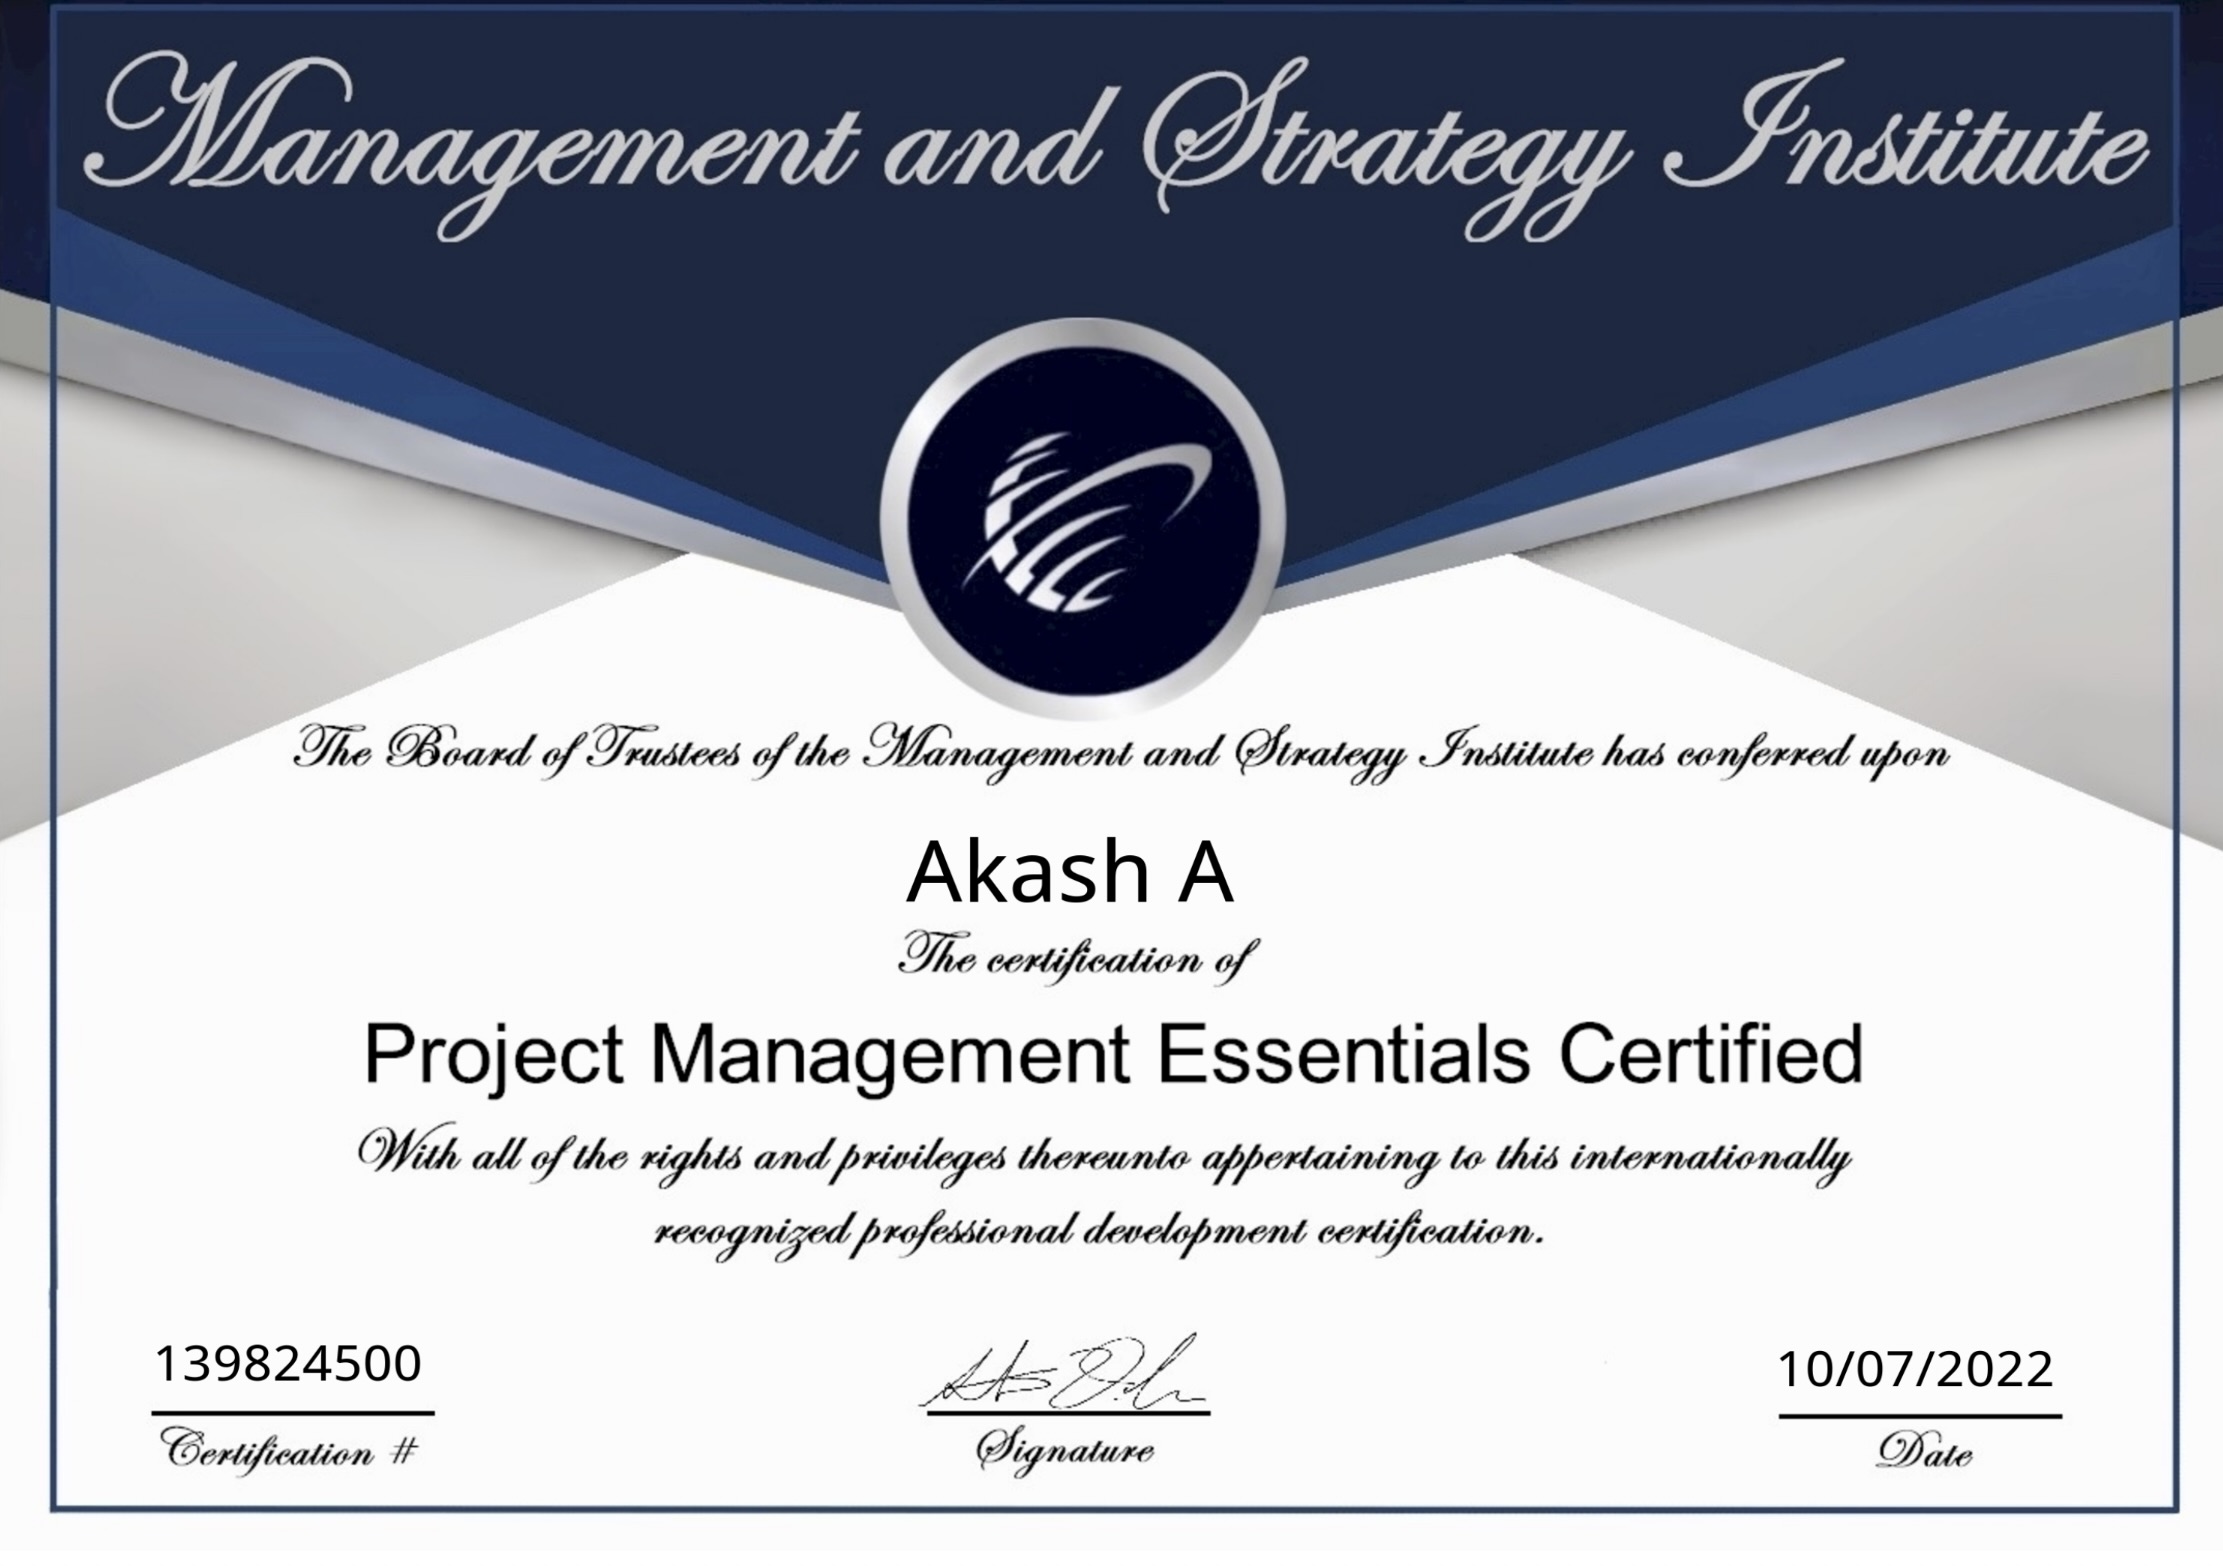 Management and Strategy Institute
The Board of Trustees of the Management and Strategy Institute has conferred upon
Akash A
The certification of
Project Management Essentials Certified
With all of the rights and privileges thereunto appertaining to this internationally
recognized professional development certification.
139824500
10/07/2022
Certification #
Signature
Date